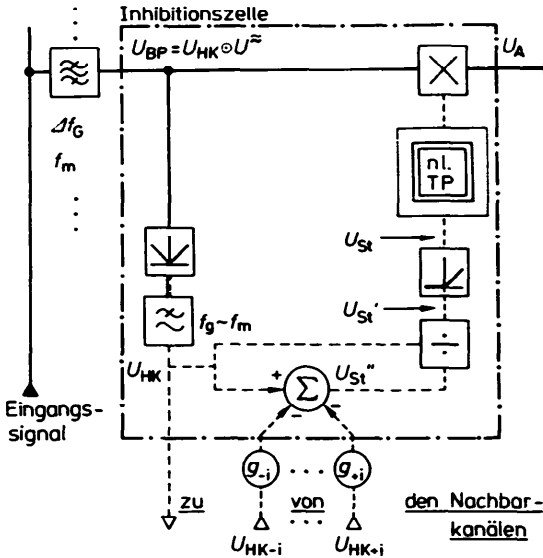 Inhibitionszelle
U_BP = U_HK ⊙ U^≈
U_A
Δf_G
f_m
nl.
TP
U_St
U_St'
f_g ~ f_m
÷
U_HK
+
Σ
U_St''
−
−
Eingangs-
signal
g_-i
g_+i
zu
von
den Nachbar-
kanälen
U_HK-i
U_HK+i